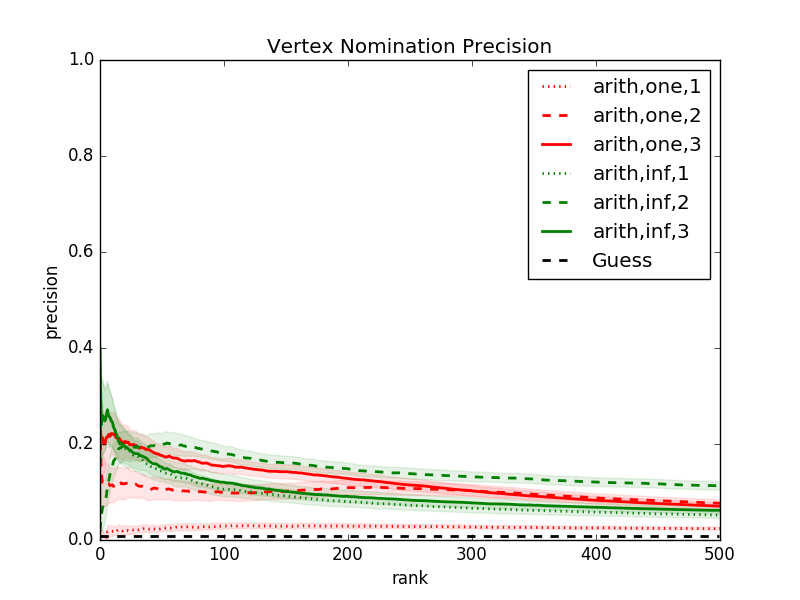 Vertex Nomination Precision
1.0
0.8
0.6
0.4
0.2
0.0
precision
arith,one,1
arith,one,2
arith,one,3
arith,inf,1
arith,inf,2
arith,inf,3
Guess
0 100 200 300 400 500
rank